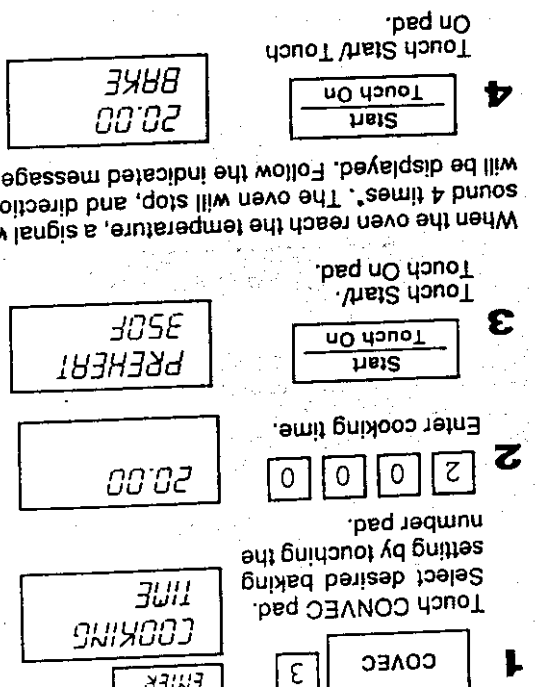 1
COVEC
3
ENTER
Touch CONVEC pad.
Select desired baking
setting by touching the
number pad.
COOKING
TIME
2
2 0 0 0
Enter cooking time.
20.00
3
Start
Touch On
Touch Start/.
Touch On pad.
PREHEAT
350F
When the oven reach the temperature, a signal
sound 4 times*. The oven will stop, and directio
will be displayed. Follow the indicated message
4
Start
Touch On
Touch Start/Touch
On pad.
20.00
BAKE